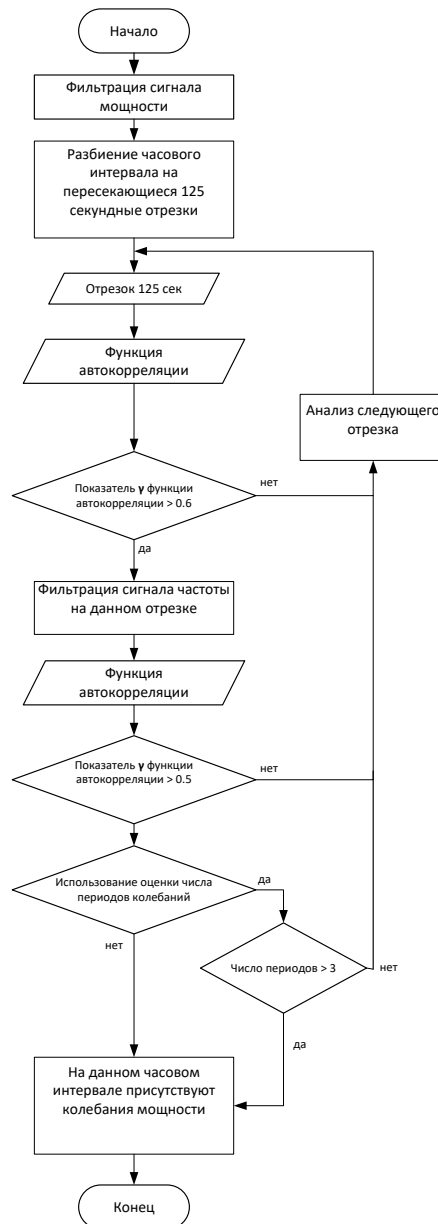 Начало
Фильтрация сигнала
мощности
Разбиение часового
интервала на
пересекающиеся 125
секундные отрезки
Отрезок 125 сек
Функция
автокорреляции
Анализ следующего
отрезка
Показатель γ функции
автокорреляции > 0.6
нет
да
Фильтрация сигнала частоты
на данном отрезке
Функция
автокорреляции
Показатель γ функции
автокорреляции > 0.5
нет
Использование оценки числа
периодов колебаний
да
нет
Число периодов > 3
нет
да
На данном часовом
интервале присутствуют
колебания мощности
Конец